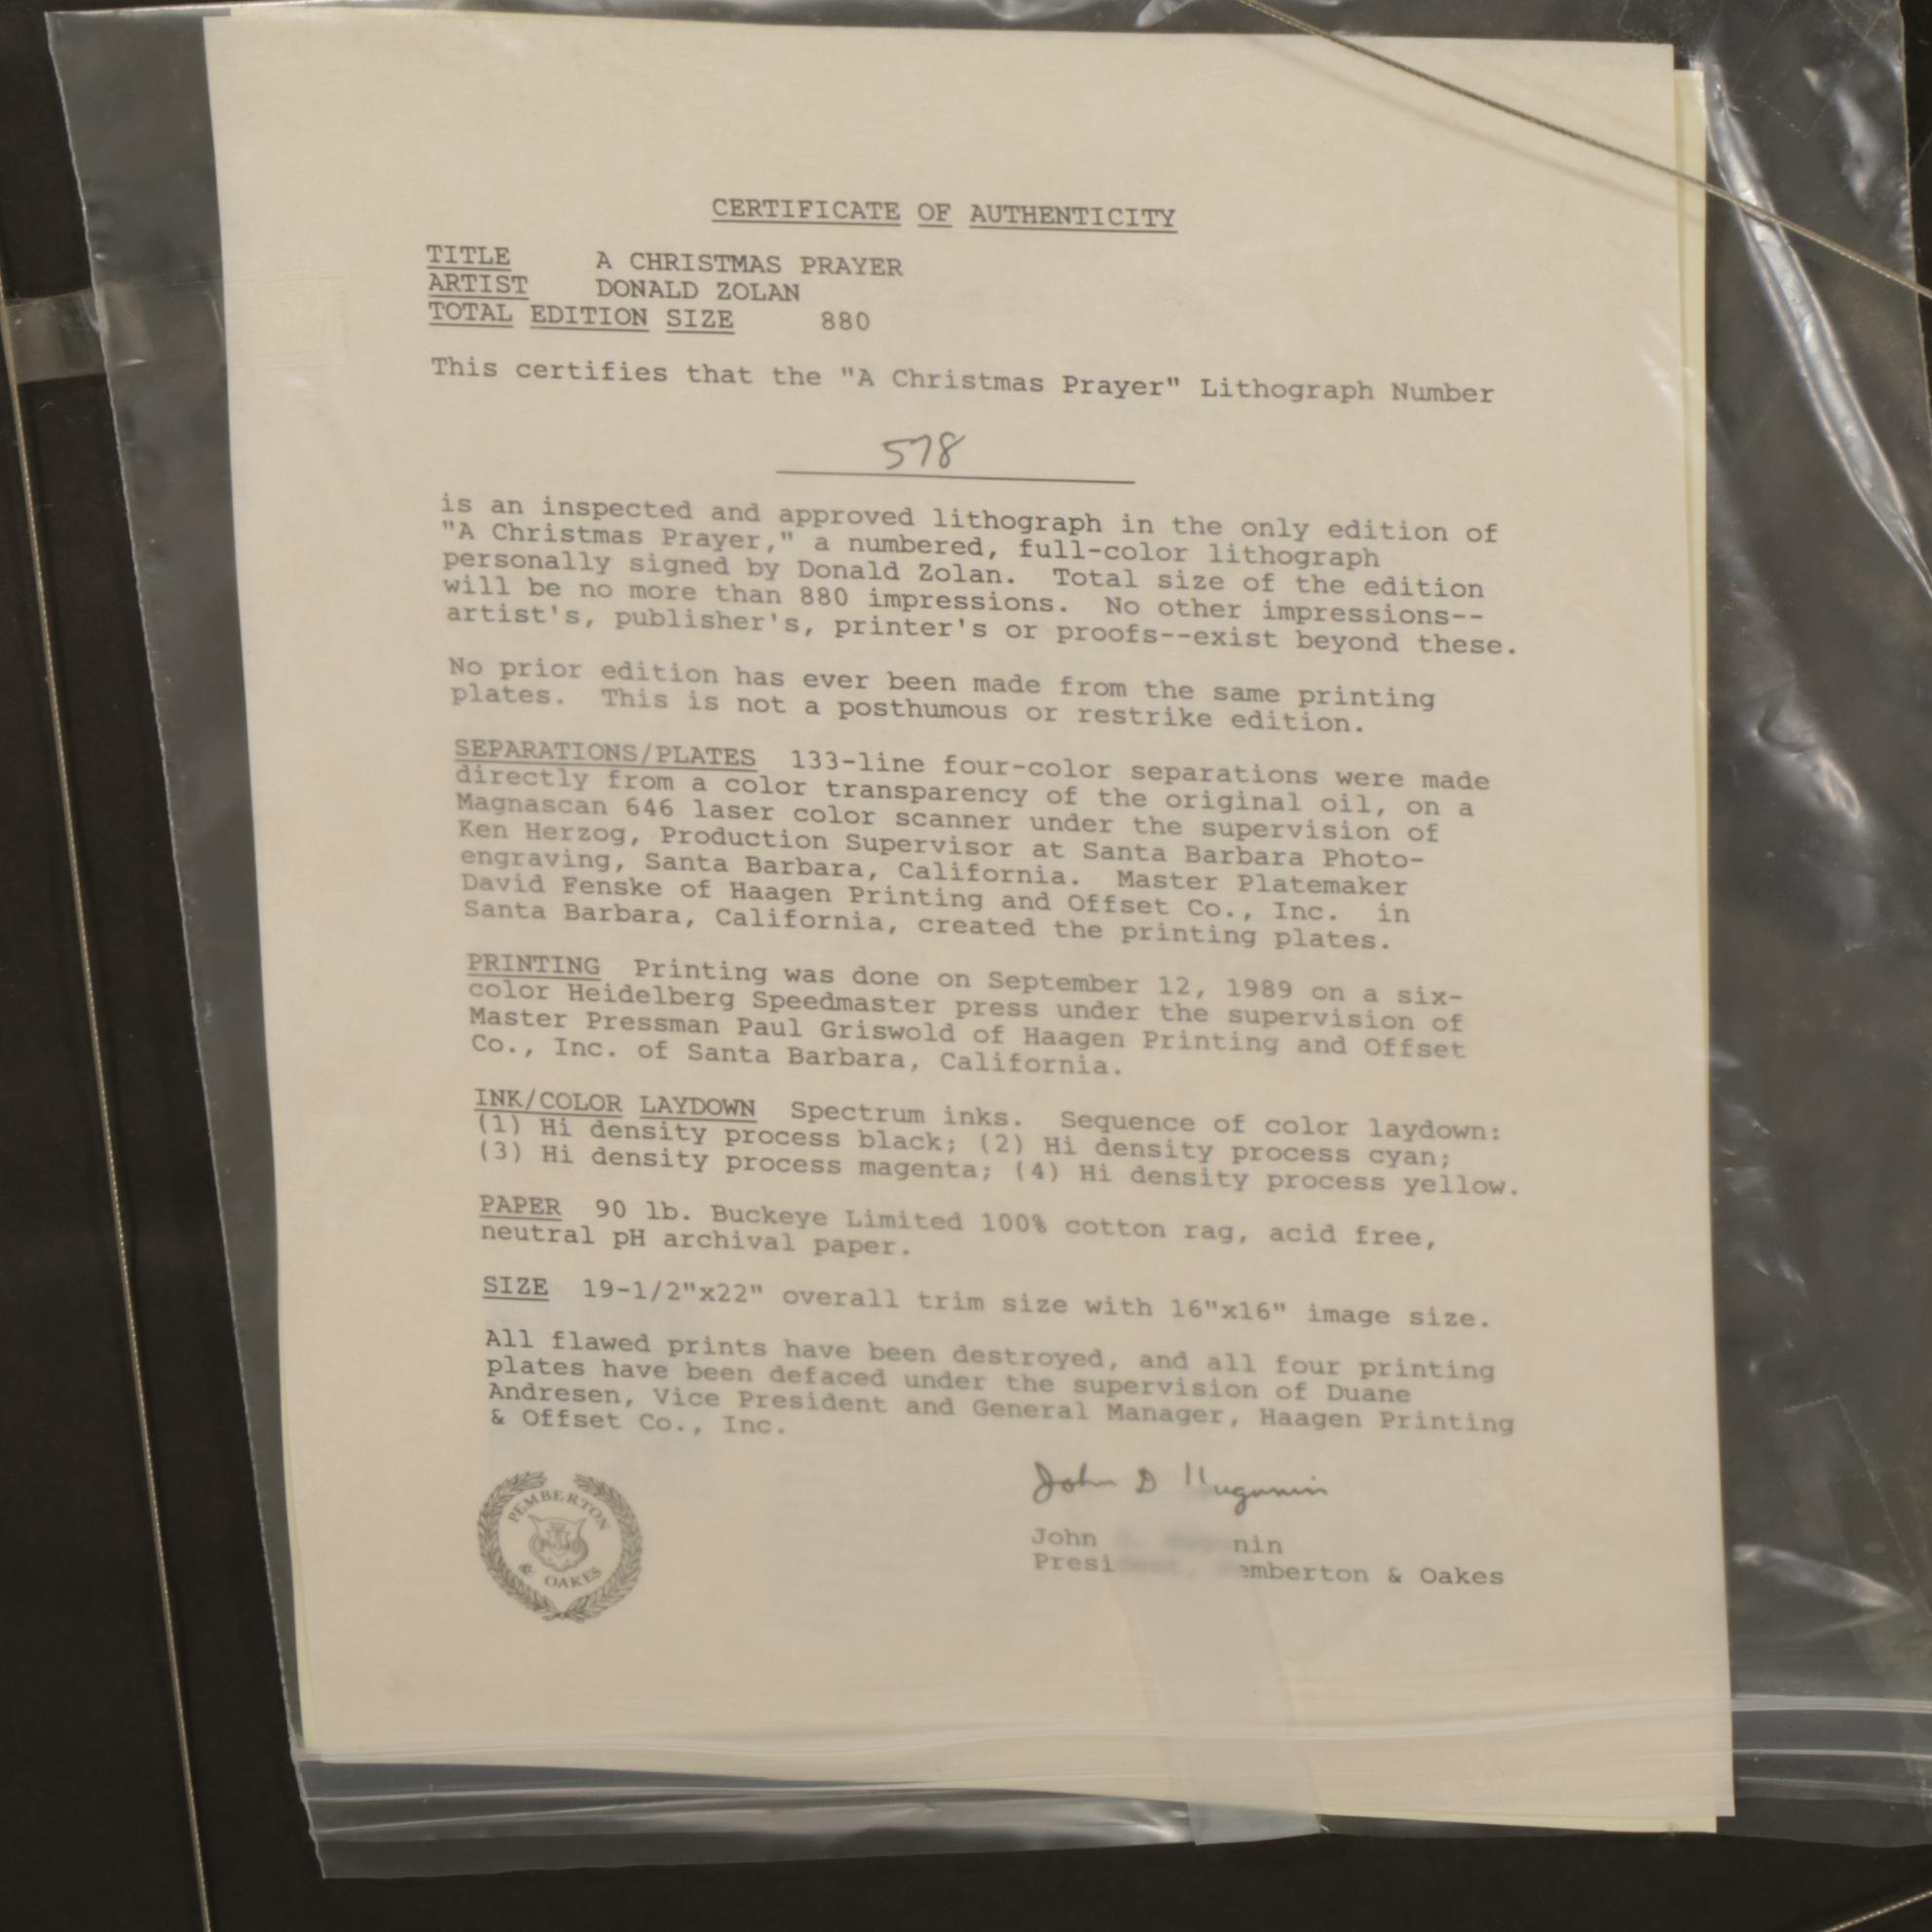 CERTIFICATE OF AUTHENTICITY
TITLE A CHRISTMAS PRAYER
ARTIST DONALD ZOLAN
TOTAL EDITION SIZE 880
This certifies that the "A Christmas Prayer" Lithograph Number
578
is an inspected and approved lithograph in the only edition of
"A Christmas Prayer," a numbered, full-color lithograph
personally signed by Donald Zolan. Total size of the edition
will be no more than 880 impressions. No other impressions--
artist's, publisher's, printer's or proofs--exist beyond these.
No prior edition has ever been made from the same printing
plates. This is not a posthumous or restrike edition.
SEPARATIONS/PLATES 133-line four-color separations were made
directly from a color transparency of the original oil, on a
Magnascan 646 laser color scanner under the supervision of
Ken Herzog, Production Supervisor at Santa Barbara Photo-
engraving, Santa Barbara, California. Master Platemaker
David Fenske of Haagen Printing and Offset Co., Inc. in
Santa Barbara, California, created the printing plates.
PRINTING Printing was done on September 12, 1989 on a six-
color Heidelberg Speedmaster press under the supervision of
Master Pressman Paul Griswold of Haagen Printing and Offset
Co., Inc. of Santa Barbara, California.
INK/COLOR LAYDOWN Spectrum inks. Sequence of color laydown:
(1) Hi density process black; (2) Hi density process cyan;
(3) Hi density process magenta; (4) Hi density process yellow.
PAPER 90 lb. Buckeye Limited 100% cotton rag, acid free,
neutral pH archival paper.
SIZE 19-1/2"x22" overall trim size with 16"x16" image size.
All flawed prints have been destroyed, and all four printing
plates have been defaced under the supervision of Duane
Andresen, Vice President and General Manager, Haagen Printing
& Offset Co., Inc.
PEMBERTON
& OAKES
John D Hugunin
John
President, Pemberton & Oakes